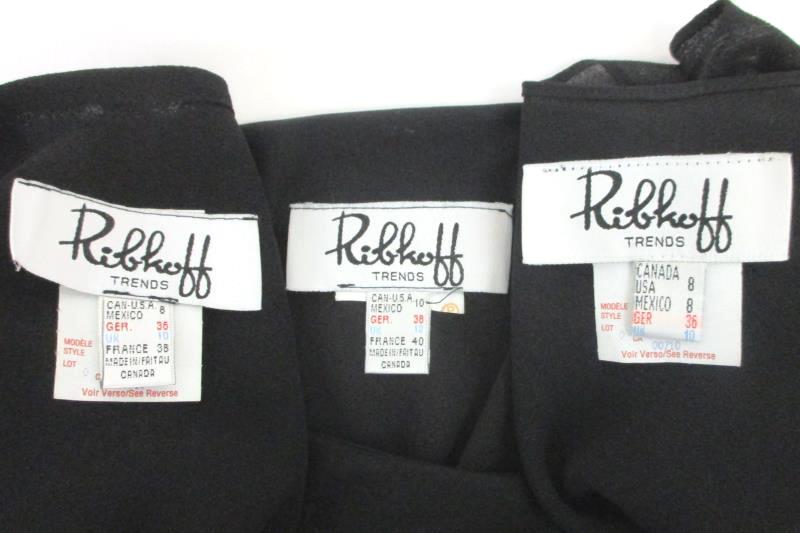 Ribkoff
TRENDS
CAN-U.S.A. 8
MEXICO
GER. 36
UK 10
FRANCE 38
MADE IN/FAIT AU
CANADA
MODÈLE
STYLE
LOT
Voir Verso/See Reverse
Ribkoff
TRENDS
CAN-U.S.A. 10
MEXICO
GER. 38
UK 10
FRANCE 40
MADE IN/FAIT AU
CANADA
Ribkoff
TRENDS
CANADA
USA 8
MEXICO 8
GER 36
UK 10
MODÈLE
STYLE
LOT
Voir Verso/See Reverse